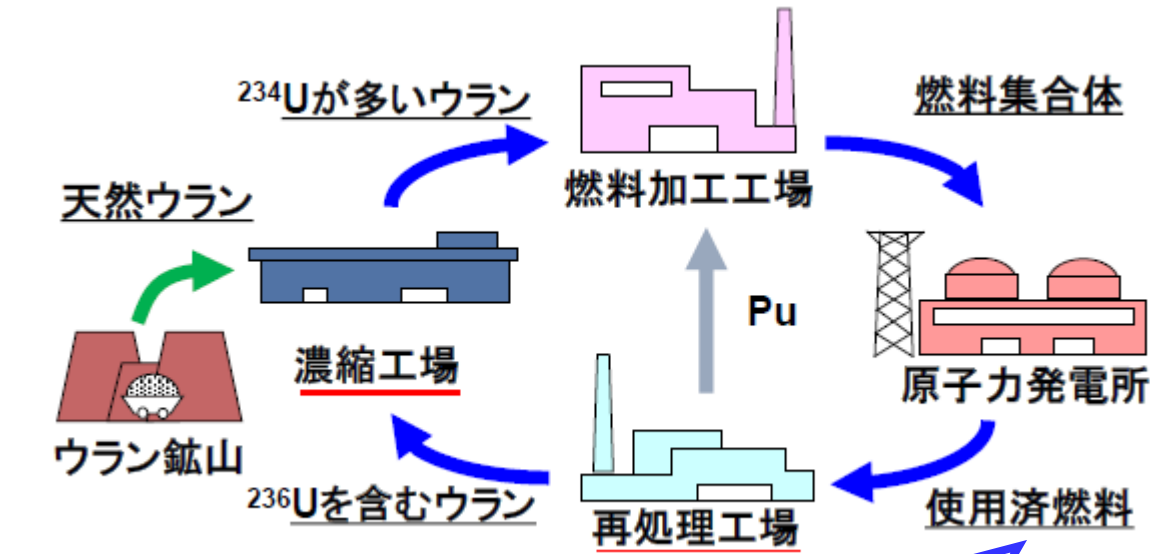 ²³⁴Uが多いウラン
燃料集合体
天然ウラン
燃料加工工場
Pu
濃縮工場
原子力発電所
ウラン鉱山
²³⁶Uを含むウラン
再処理工場
使用済燃料